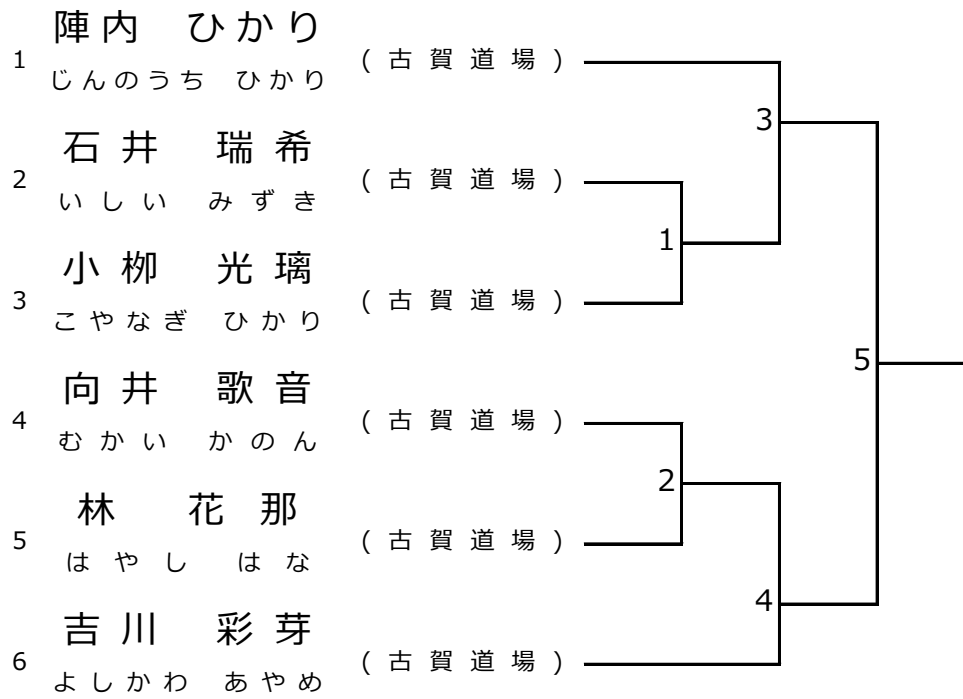 陣内 ひかり
1 (古賀道場)
じんのうち ひかり
3
石井 瑞希
2 (古賀道場)
いしい みずき
1
小栁 光璃
3 (古賀道場)
こやなぎ ひかり
5
向井 歌音
4 (古賀道場)
むかい かのん
2
林 花那
5 (古賀道場)
はやし はな
4
吉川 彩芽
6 (古賀道場)
よしかわ あやめ